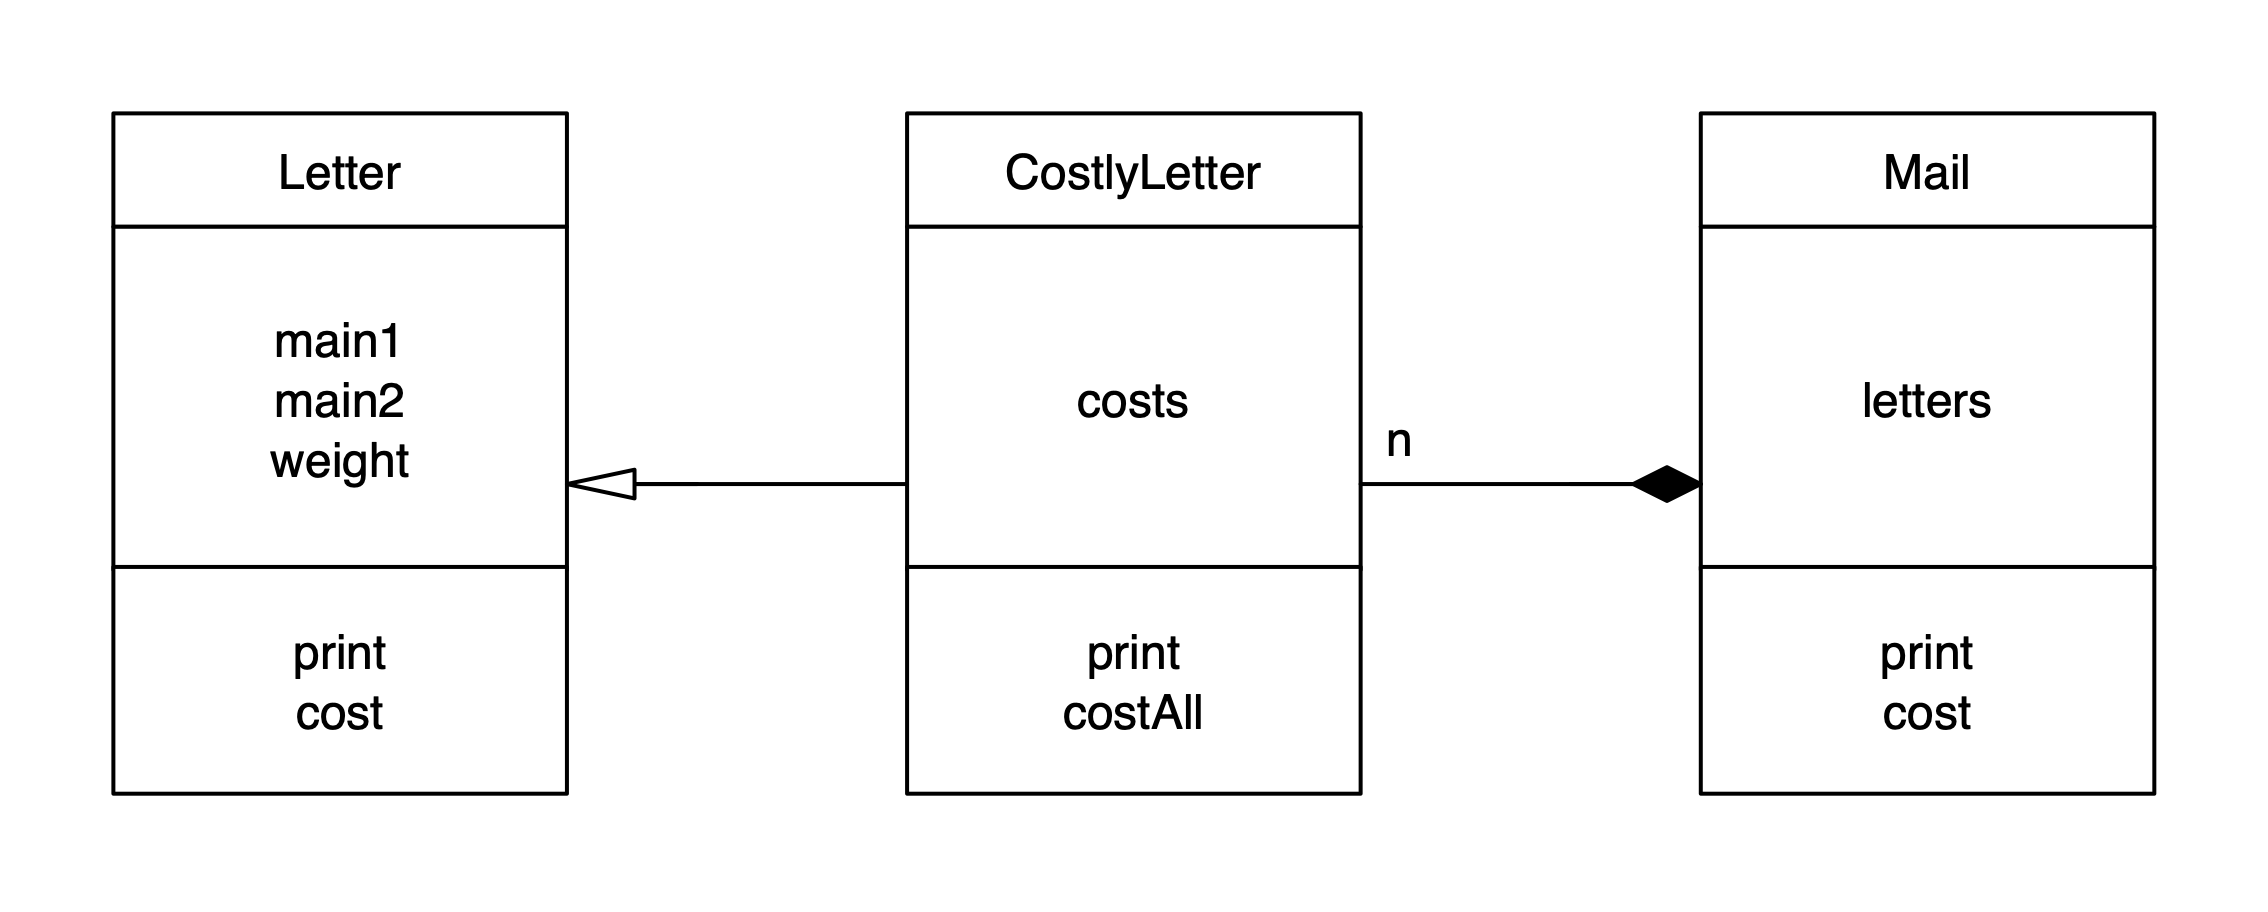 Letter
main1
main2
weight
print
cost
CostlyLetter
costs
print
costAll
n
Mail
letters
print
cost